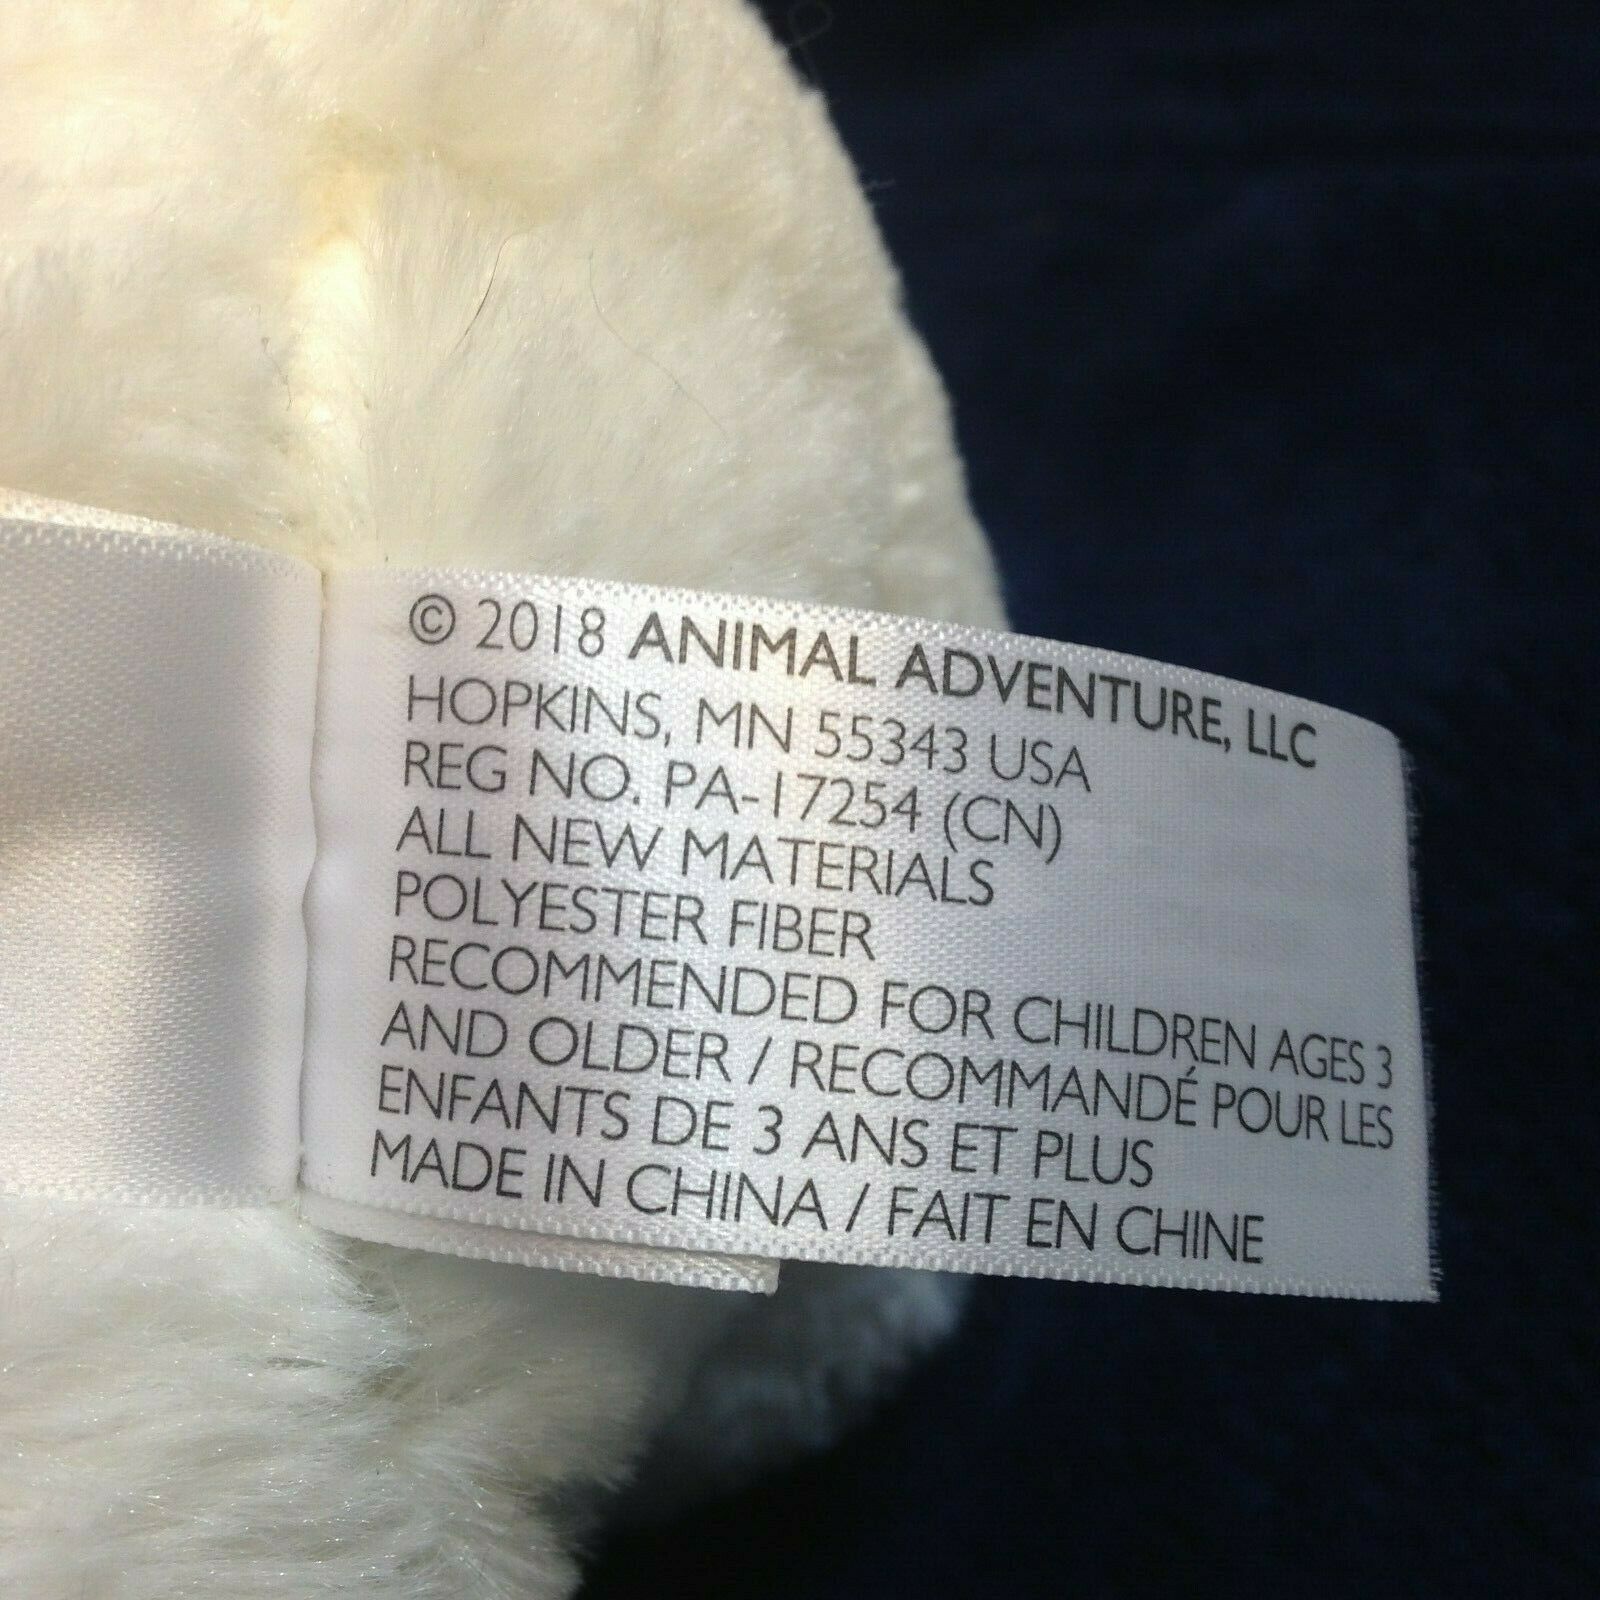 © 2018 ANIMAL ADVENTURE, LLC
HOPKINS, MN 55343 USA
REG NO. PA-17254 (CN)
ALL NEW MATERIALS
POLYESTER FIBER
RECOMMENDED FOR CHILDREN AGES 3
AND OLDER / RECOMMANDÉ POUR LES
ENFANTS DE 3 ANS ET PLUS
MADE IN CHINA / FAIT EN CHINE